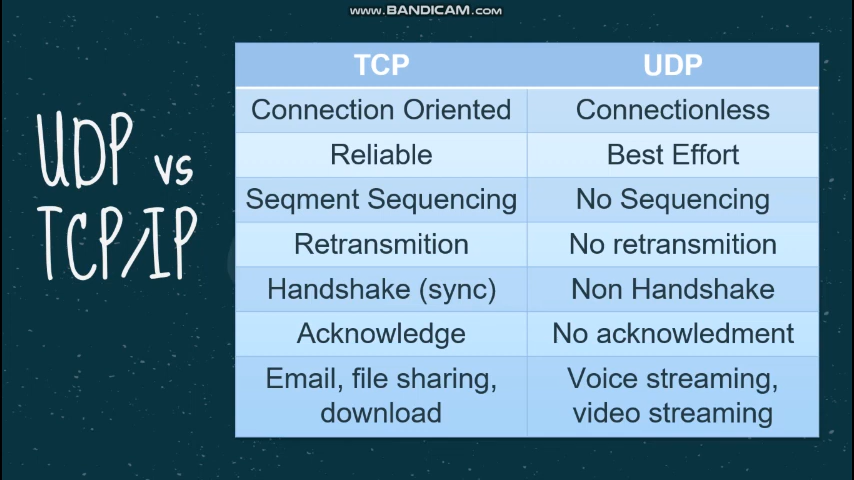 www.BANDICAM.com
UDP vs
TCP/IP
TCP UDP
Connection Oriented Connectionless
Reliable Best Effort
Seqment Sequencing No Sequencing
Retransmition No retransmition
Handshake (sync) Non Handshake
Acknowledge No acknowledment
Email, file sharing, Voice streaming,
download video streaming